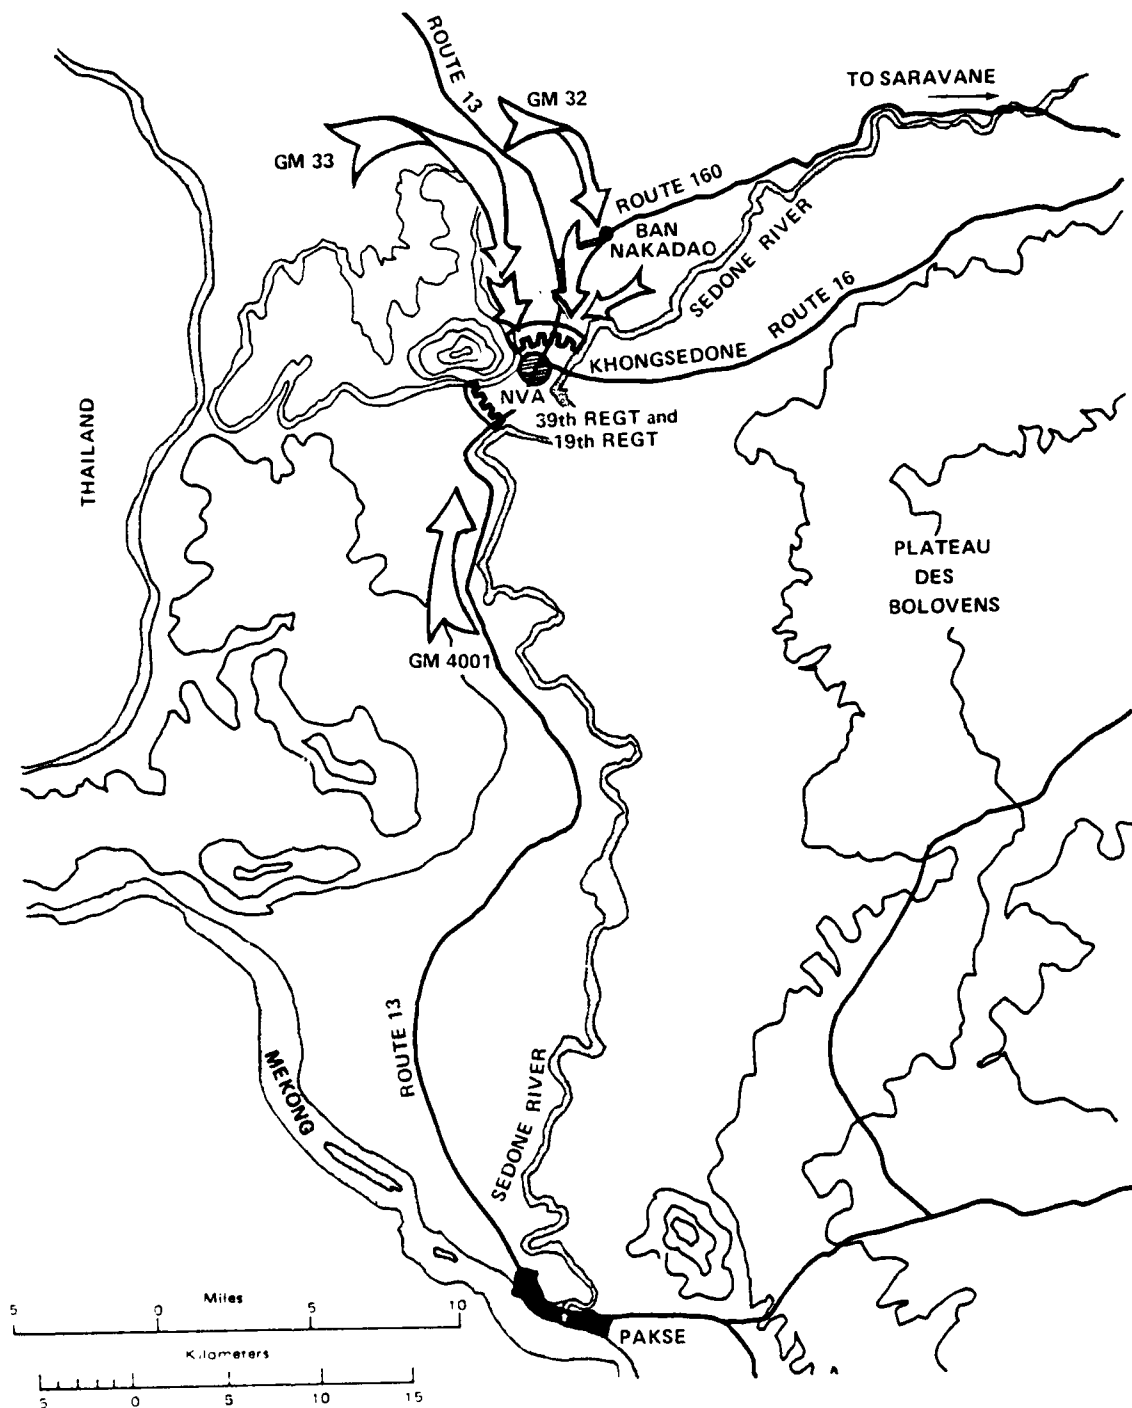 ROUTE 13
GM 32
TO SARAVANE
GM 33
ROUTE 160
BAN
NAKADAO
SEDONE RIVER
ROUTE 16
KHONGSEDONE
NVA
39th REGT and
19th REGT
THAILAND
PLATEAU
DES
BOLOVENS
GM 4001
ROUTE 13
MEKONG
SEDONE RIVER
PAKSE
Miles
5 0 5 10
Kilometers
5 0 5 10 15